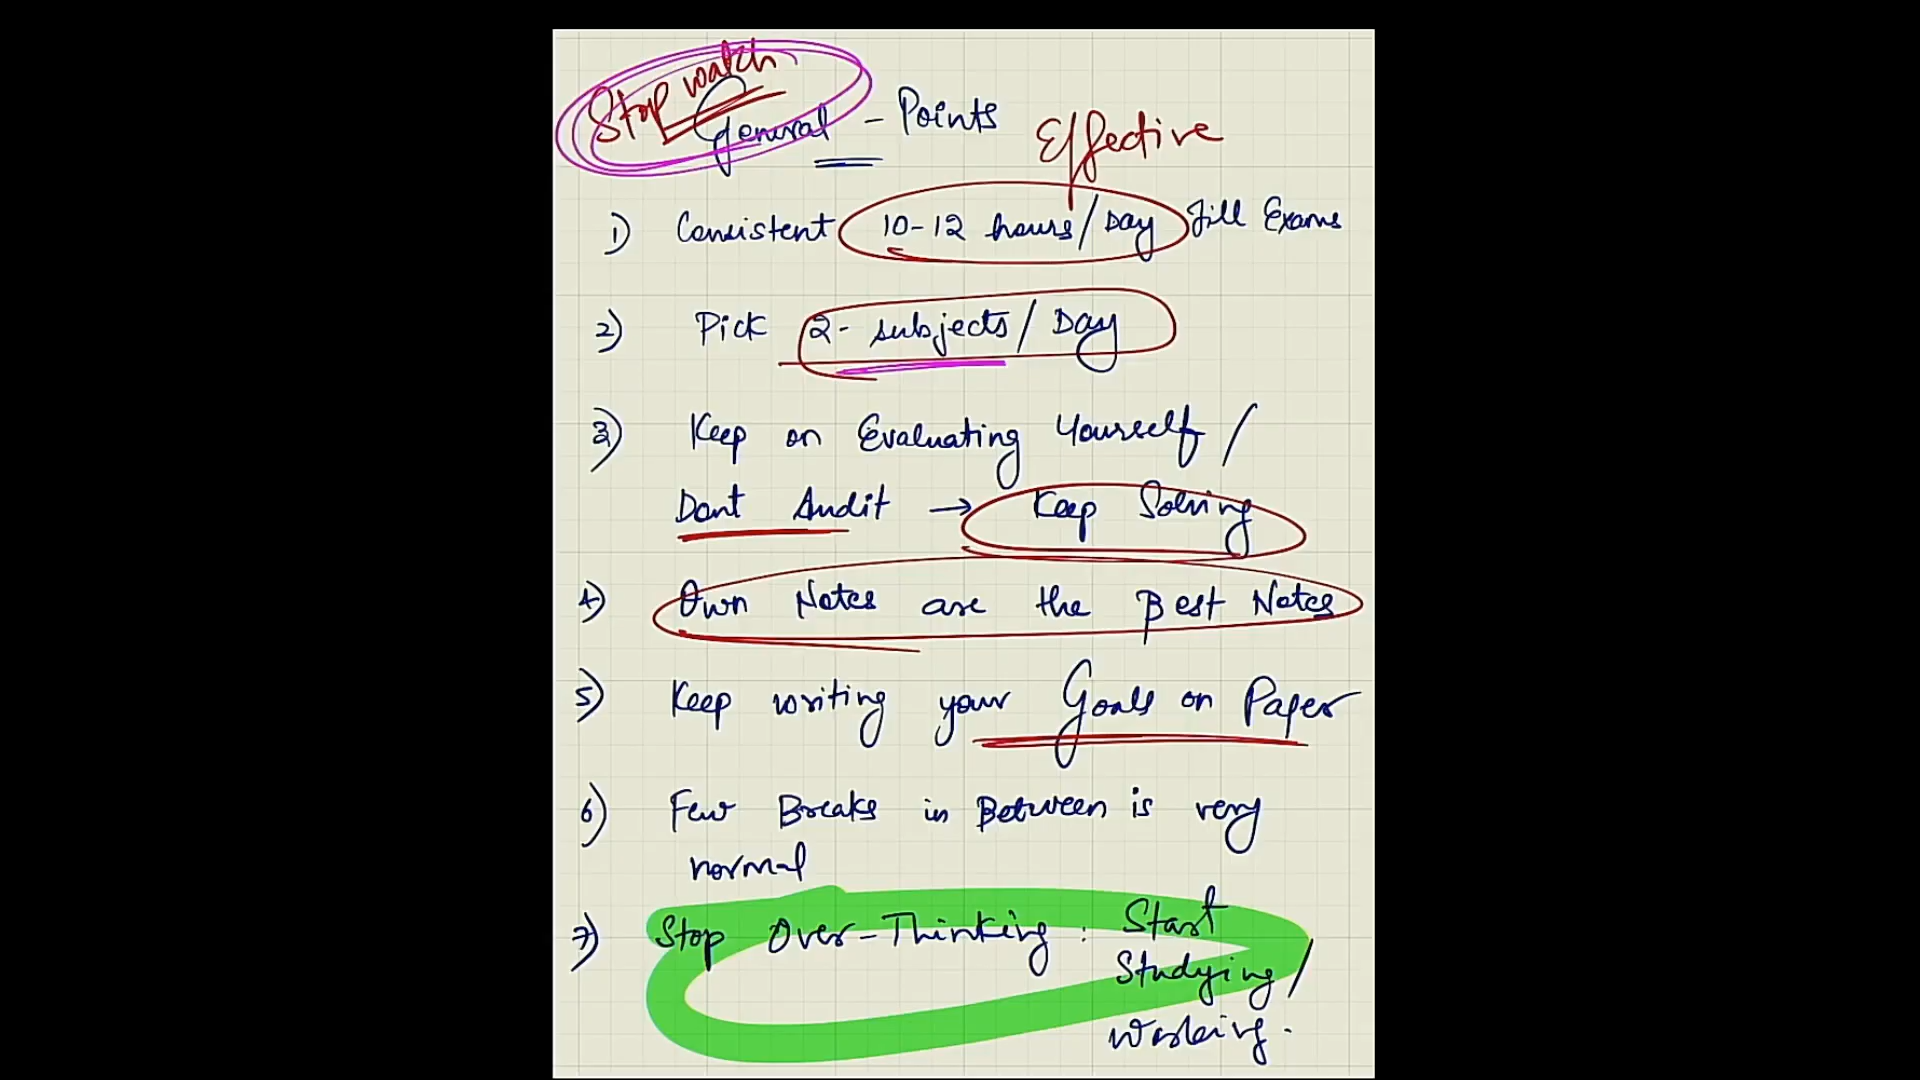 Stop watch
General - Points
Effective
1) Consistent 10-12 hours/Day Till Exams
2) Pick 2- subjects/Day
3) Keep on Evaluating Yourself/
Dont Audit → Keep Solving
4) Own Notes are the Best Notes
5) Keep writing your Goals on Paper
6) Few Breaks in Between is very
normal
7) Stop Over-Thinking : Start
Studying/
Working.